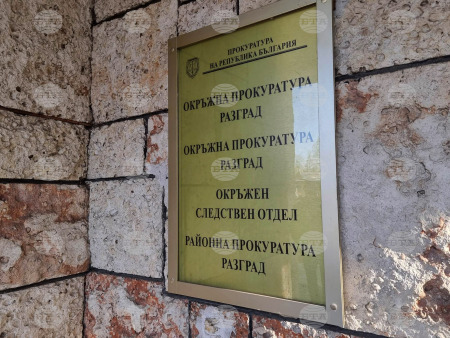 ПРОКУРАТУРА
НА РЕПУБЛИКА БЪЛГАРИЯ
ОКРЪЖНА ПРОКУРАТУРА
РАЗГРАД
ОКРЪЖНА ПРОКУРАТУРА
РАЗГРАД
ОКРЪЖЕН
СЛЕДСТВЕН ОТДЕЛ
РАЙОННА ПРОКУРАТУРА
РАЗГРАД